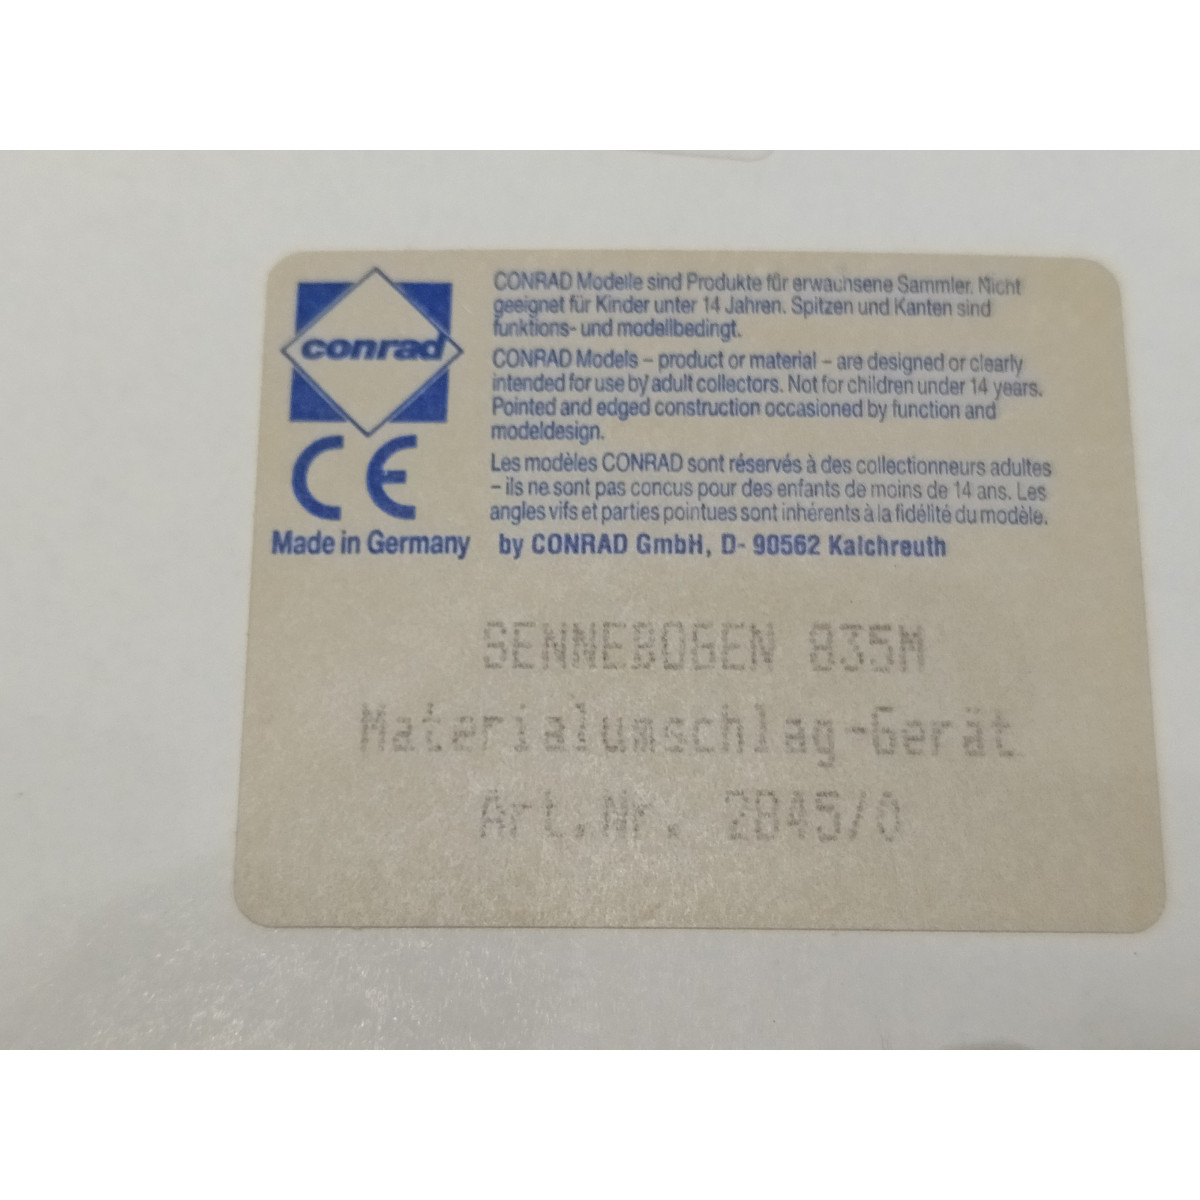 conrad
CE
Made in Germany
CONRAD Modelle sind Produkte für erwachsene Sammler. Nicht
geeignet für Kinder unter 14 Jahren. Spitzen und Kanten sind
funktions- und modellbedingt.
CONRAD Models – product or material – are designed or clearly
intended for use by adult collectors. Not for children under 14 years.
Pointed and edged construction occasioned by function and
modeldesign.
Les modèles CONRAD sont réservés à des collectionneurs adultes
– ils ne sont pas concus pour des enfants de moins de 14 ans. Les
angles vifs et parties pointues sont inhérents à la fidélité du modèle.
by CONRAD GmbH, D- 90562 Kalchreuth
SENNEBOGEN 835M
Materialumschlag-Gerät
Art.Nr. 2845/0